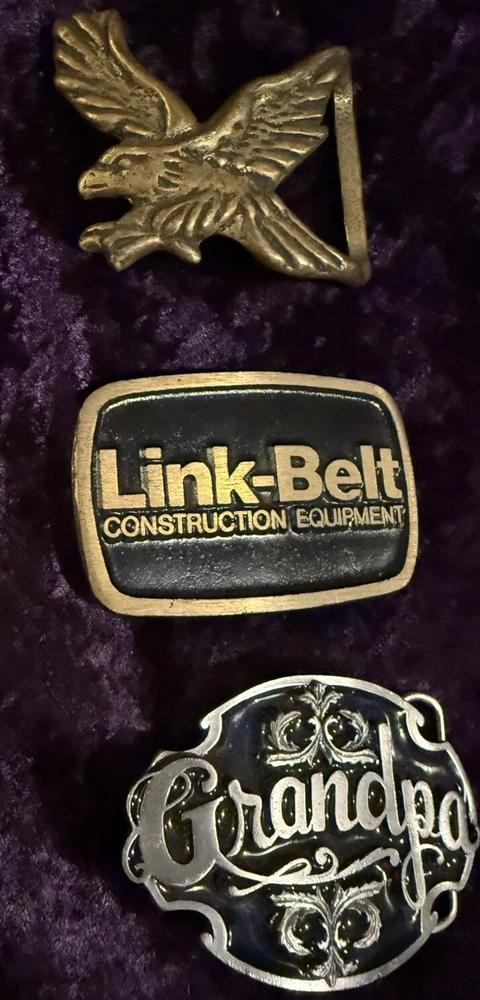 Link-Belt
CONSTRUCTION EQUIPMENT
Grandpa